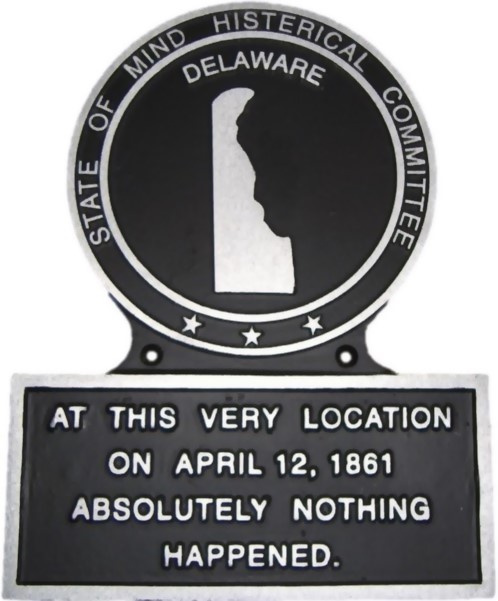 STATE OF MIND HISTERICAL COMMITTEE
DELAWARE
AT THIS VERY LOCATION
ON APRIL 12, 1861
ABSOLUTELY NOTHING
HAPPENED.